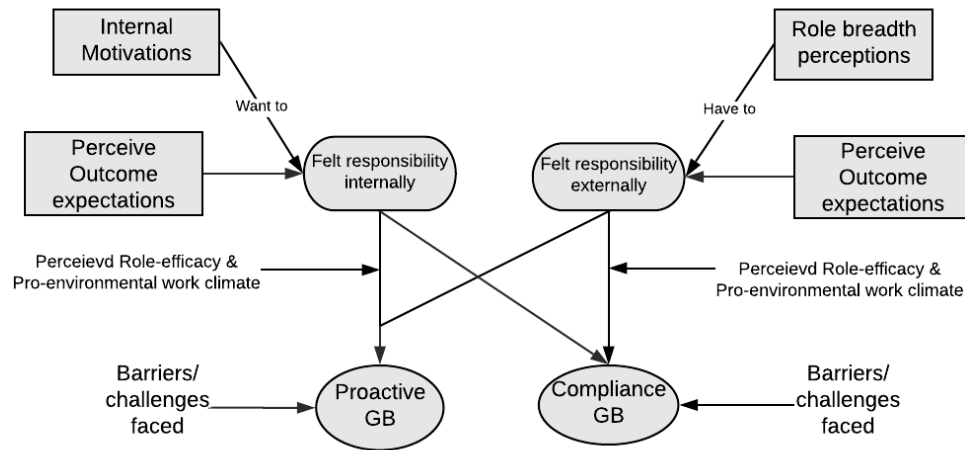 Internal
Motivations
Role breadth
perceptions
Want to
Have to
Perceive
Outcome
expectations
Felt responsibility
internally
Felt responsibility
externally
Perceive
Outcome
expectations
Perceievd Role-efficacy &
Pro-environmental work climate
Perceievd Role-efficacy &
Pro-environmental work climate
Barriers/
challenges
faced
Proactive
GB
Compliance
GB
Barriers/
challenges
faced